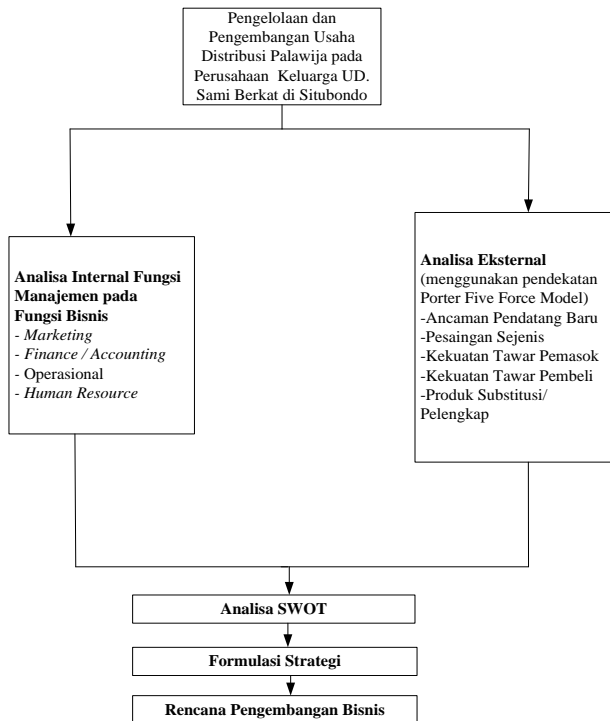 Pengelolaan dan
Pengembangan Usaha
Distribusi Palawija pada
Perusahaan Keluarga UD.
Sami Berkat di Situbondo
Analisa Internal Fungsi
Manajemen pada
Fungsi Bisnis
- Marketing
- Finance / Accounting
- Operasional
- Human Resource
Analisa Eksternal
(menggunakan pendekatan
Porter Five Force Model)
-Ancaman Pendatang Baru
-Pesaingan Sejenis
-Kekuatan Tawar Pemasok
-Kekuatan Tawar Pembeli
-Produk Substitusi/
Pelengkap
Analisa SWOT
Formulasi Strategi
Rencana Pengembangan Bisnis